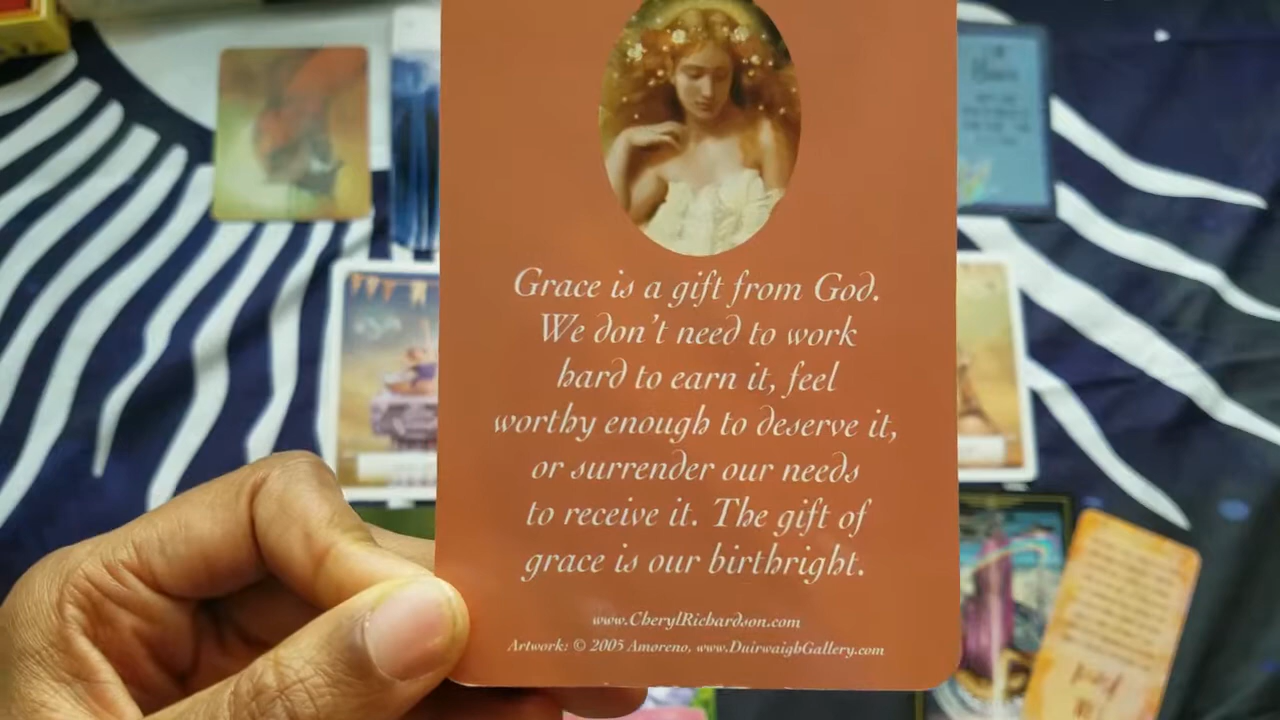 Grace is a gift from God.
We don't need to work
hard to earn it, feel
worthy enough to deserve it,
or surrender our needs
to receive it. The gift of
grace is our birthright.
www.CherylRichardson.com
Artwork: © 2005 Amoreno, www.DuirwaighGallery.com